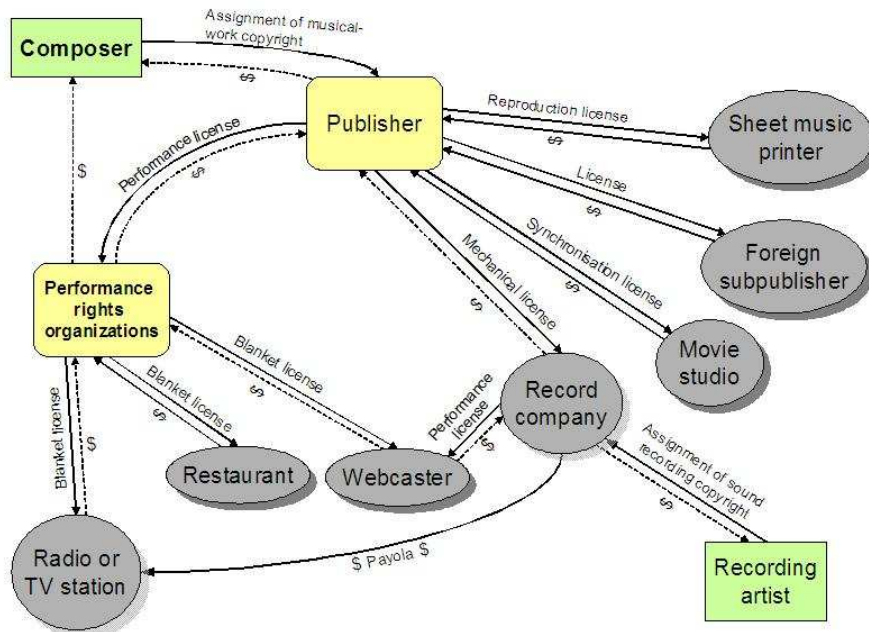 Composer
Assignment of musical-
work copyright
$
Publisher
Reproduction license
$
Sheet music
printer
License
$
Foreign
subpublisher
Performance license
$
$
Synchronisation license
$
Movie
studio
Mechanical license
$
Performance
rights
organizations
Blanket license
$
Blanket license
$
Blanket license
$
Restaurant
Webcaster
Performance
license
$
Record
company
Assignment of sound
recording copyright
$
Radio or
TV station
$ Payola $
Recording
artist